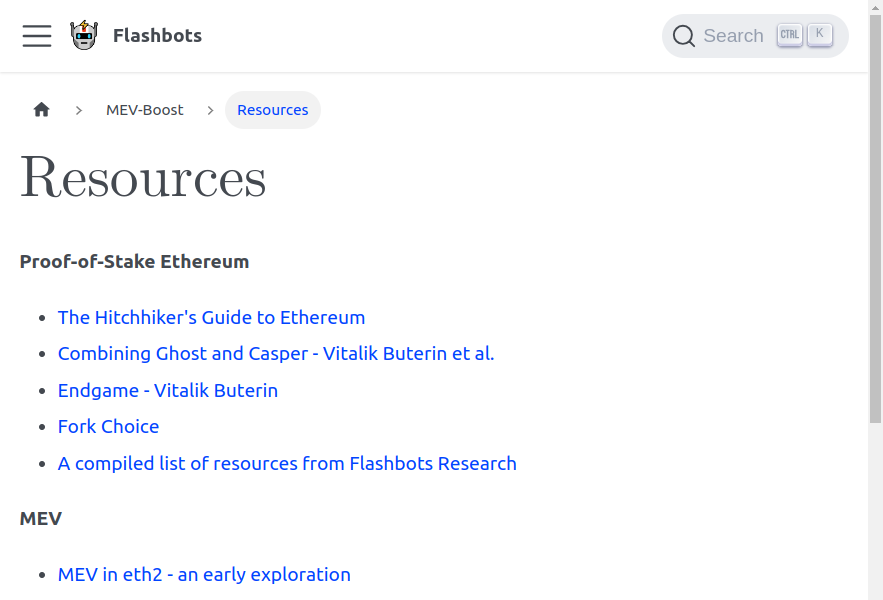 Flashbots
Search CTRL K
MEV-Boost
Resources
Resources
Proof-of-Stake Ethereum
The Hitchhiker's Guide to Ethereum
Combining Ghost and Casper - Vitalik Buterin et al.
Endgame - Vitalik Buterin
Fork Choice
A compiled list of resources from Flashbots Research
MEV
MEV in eth2 - an early exploration